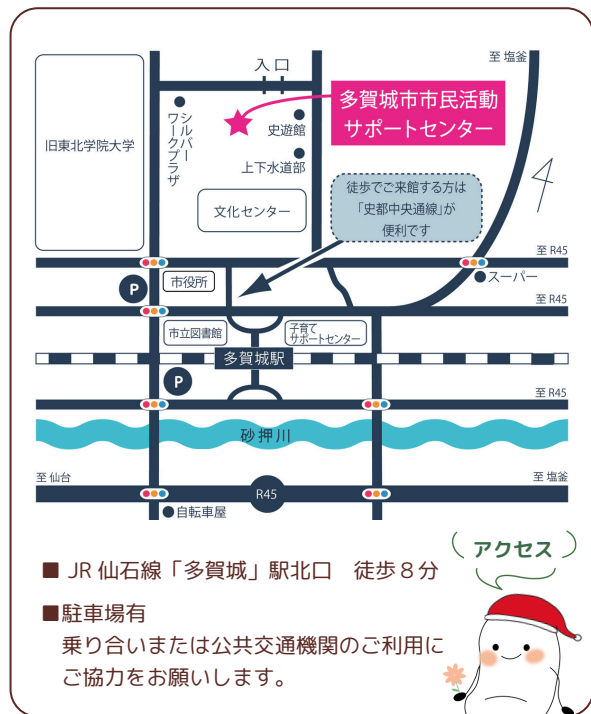 至 塩釜
入 口
多賀城市市民活動
サポートセンター
旧東北学院大学
シルバー
ワークプラザ
史遊館
上下水道部
徒歩でご来館する方は
「史都中央通線」が
便利です
文化センター
至 R45
スーパー
市役所
P
至 R45
市立図書館
子育て
サポートセンター
多賀城駅
P
至 R45
砂押川
至 仙台
R45
至 塩釜
自転車屋
アクセス
■ JR 仙石線「多賀城」駅北口　徒歩８分
■駐車場有
乗り合いまたは公共交通機関のご利用に
ご協力をお願いします。